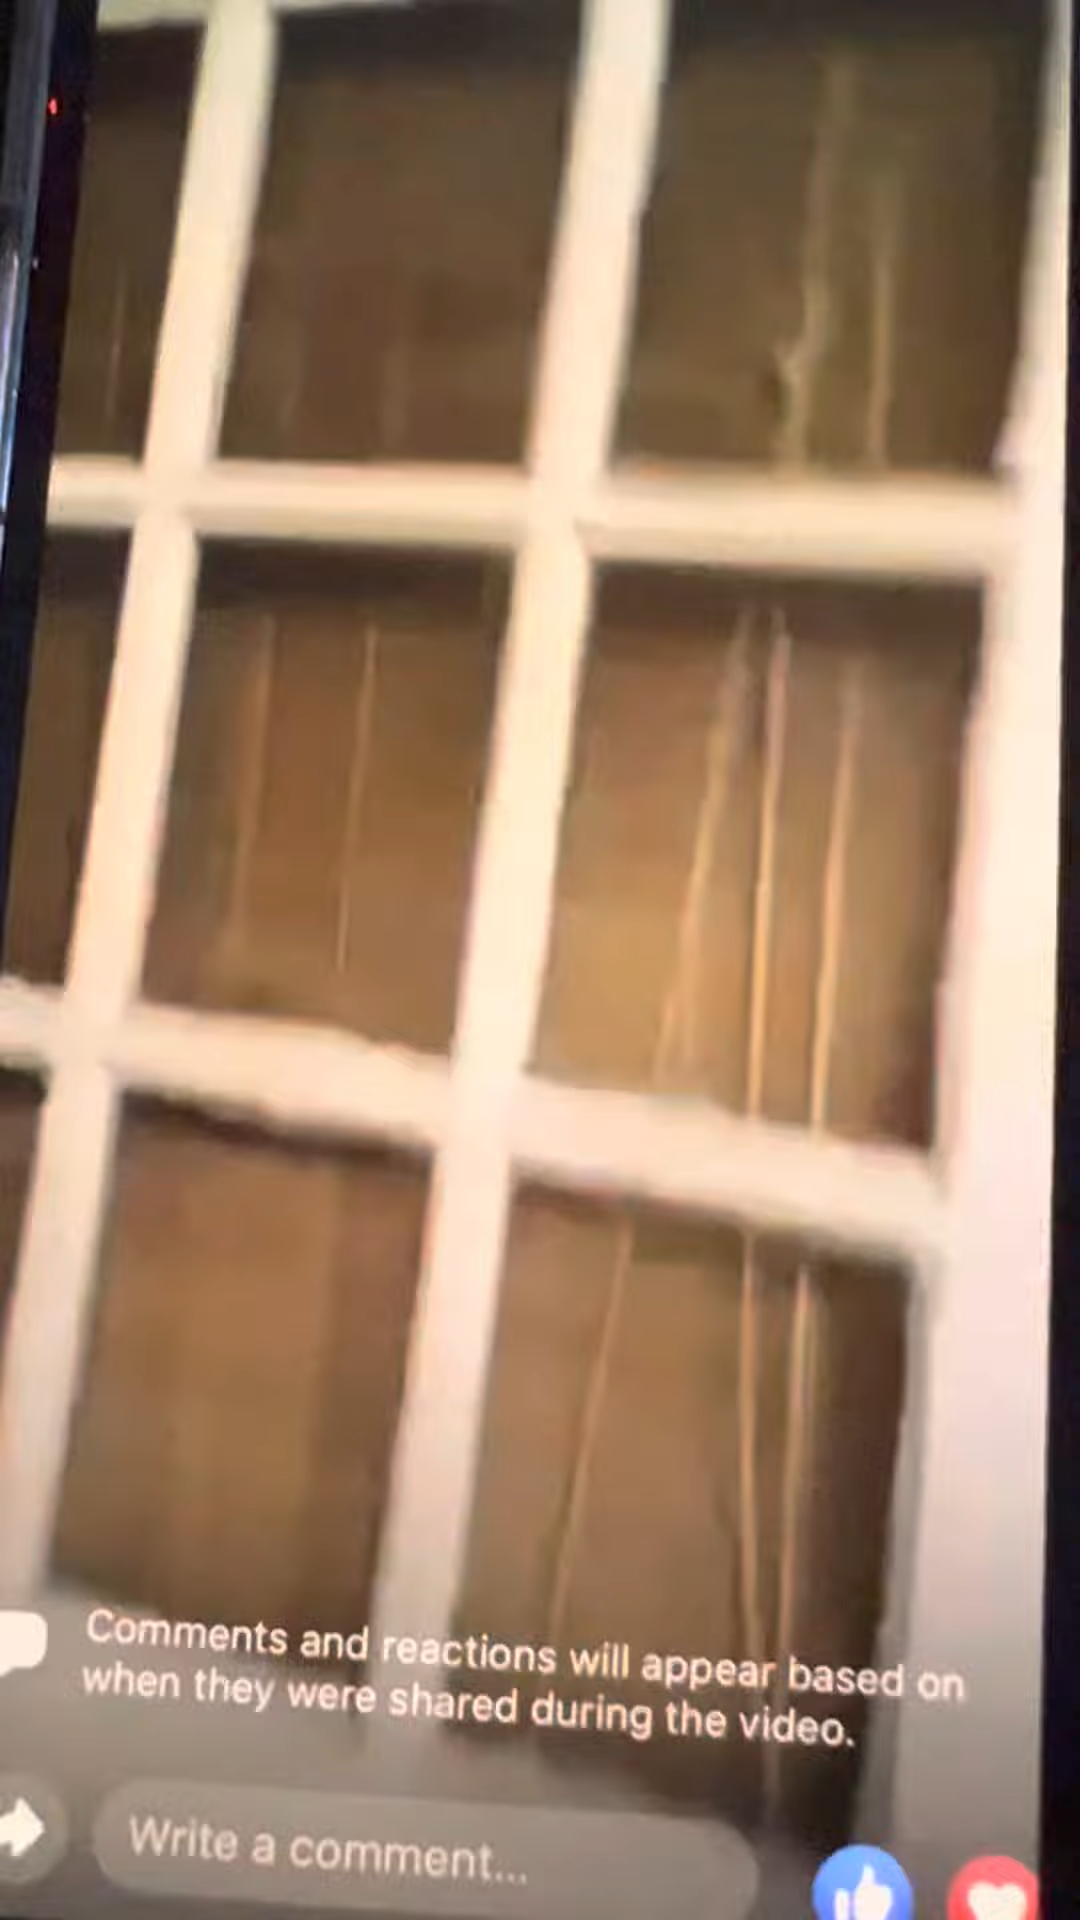 Comments and reactions will appear based on
when they were shared during the video.
Write a comment...